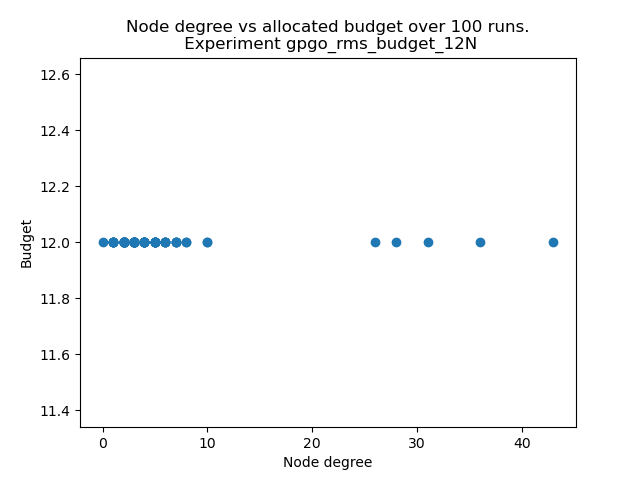 Node degree vs allocated budget over 100 runs.
Experiment gpgo_rms_budget_12N
12.6
12.4
12.2
12.0
11.8
11.6
11.4
Budget
0 10 20 30 40
Node degree